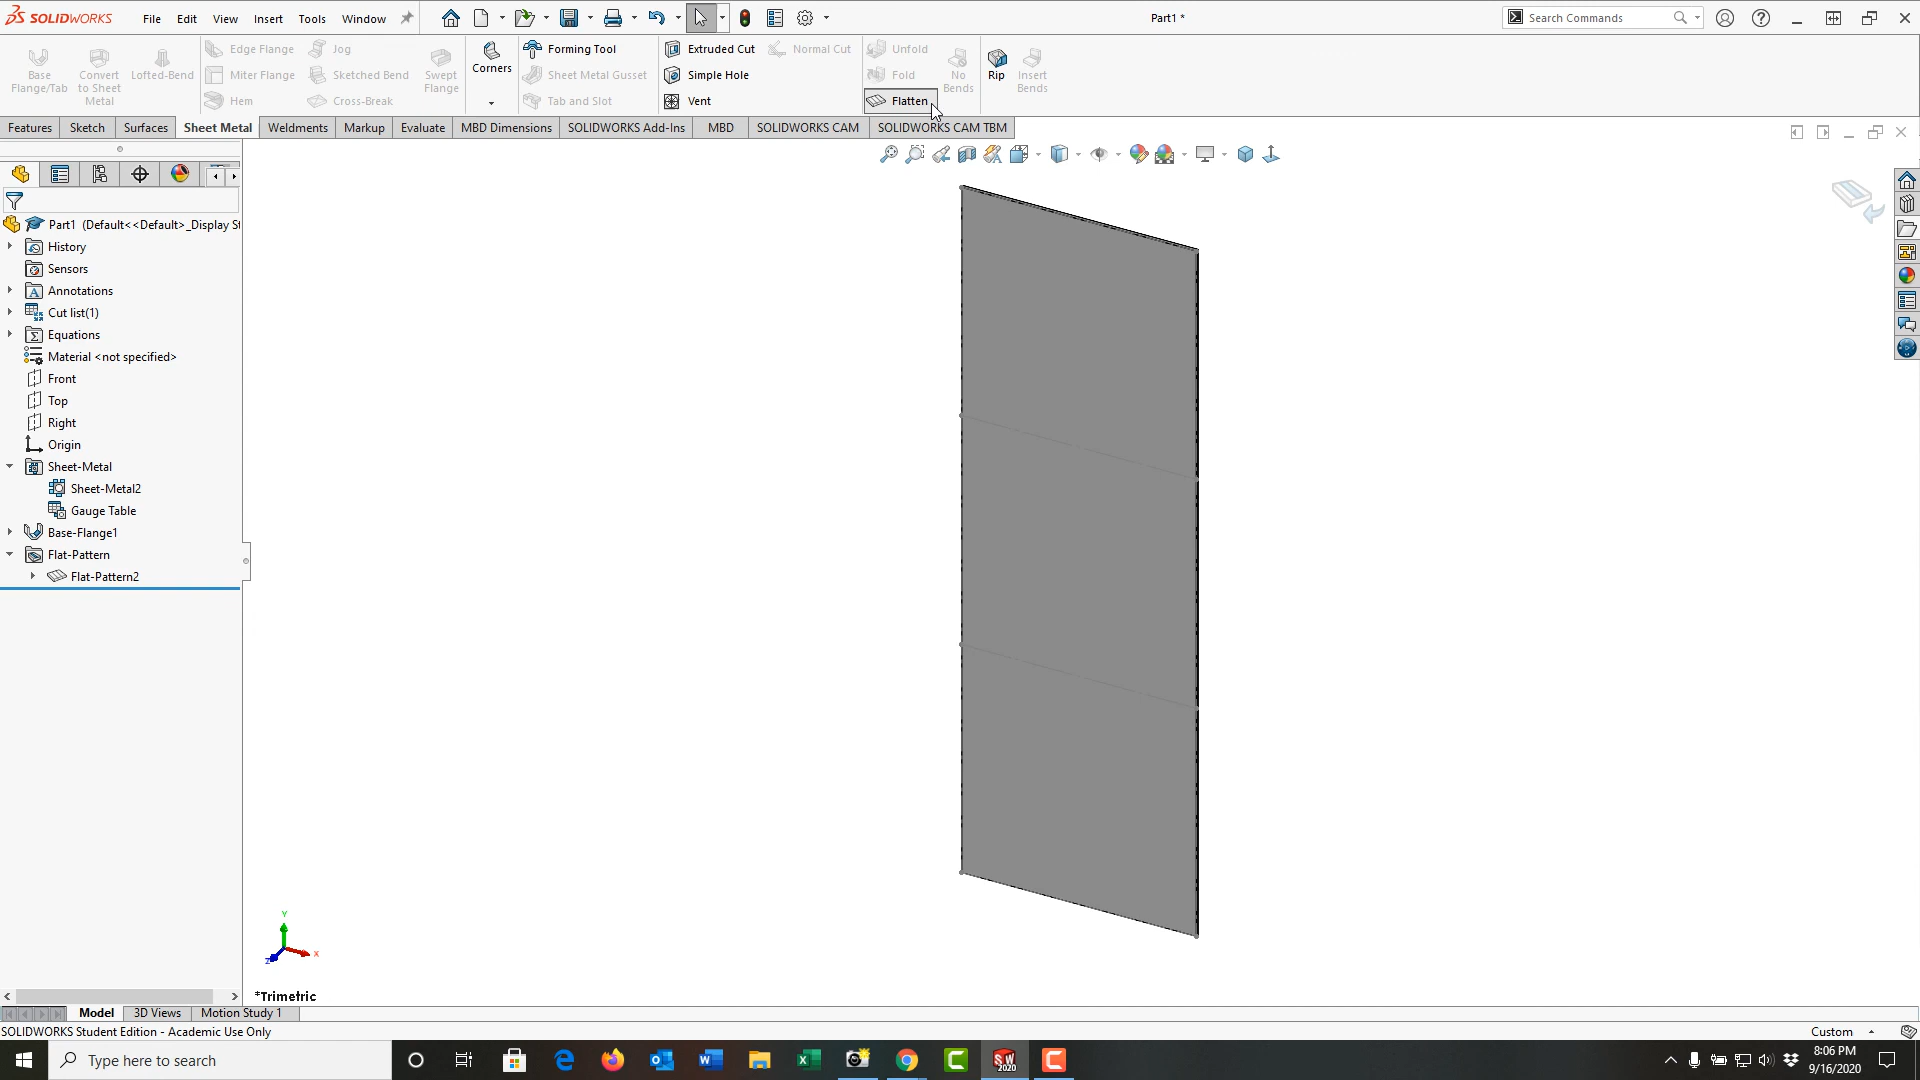 SOLIDWORKS
File Edit View Insert Tools Window
Part1 *
Search Commands
Base Flange/Tab
Convert to Sheet Metal
Lofted-Bend
Edge Flange
Miter Flange
Hem
Jog
Sketched Bend
Cross-Break
Swept Flange
Corners
Forming Tool
Sheet Metal Gusset
Tab and Slot
Extruded Cut
Simple Hole
Vent
Normal Cut
Unfold
Fold
Flatten
No Bends
Rip
Insert Bends
Features Sketch Surfaces Sheet Metal Weldments Markup Evaluate MBD Dimensions SOLIDWORKS Add-Ins MBD SOLIDWORKS CAM SOLIDWORKS CAM TBM
Part1 (Default<<Default>_Display St
History
Sensors
Annotations
Cut list(1)
Equations
Material <not specified>
Front
Top
Right
Origin
Sheet-Metal
Sheet-Metal2
Gauge Table
Base-Flange1
Flat-Pattern
Flat-Pattern2
Y
X
Z
*Trimetric
Model 3D Views Motion Study 1
SOLIDWORKS Student Edition - Academic Use Only
Custom
Type here to search
SW 2020
8:06 PM
9/16/2020